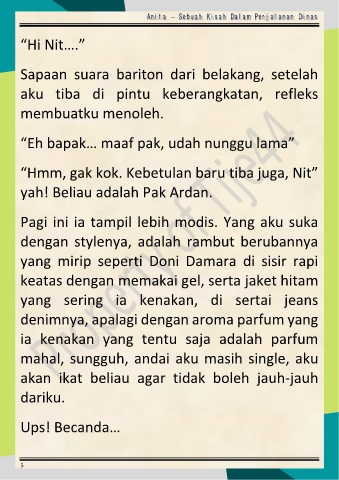 Anita – Sebuah Kisah Dalam Perjalanan Dinas
“Hi Nit….”
Sapaan suara bariton dari belakang, setelah
aku tiba di pintu keberangkatan, refleks
membuatku menoleh.
“Eh bapak… maaf pak, udah nunggu lama”
“Hmm, gak kok. Kebetulan baru tiba juga, Nit”
yah! Beliau adalah Pak Ardan.
Pagi ini ia tampil lebih modis. Yang aku suka
dengan stylenya, adalah rambut berubannya
yang mirip seperti Doni Damara di sisir rapi
keatas dengan memakai gel, serta jaket hitam
yang sering ia kenakan, di sertai jeans
denimnya, apalagi dengan aroma parfum yang
ia kenakan yang tentu saja adalah parfum
mahal, sungguh, andai aku masih single, aku
akan ikat beliau agar tidak boleh jauh-jauh
dariku.
Ups! Becanda…
Property of Tije44
5